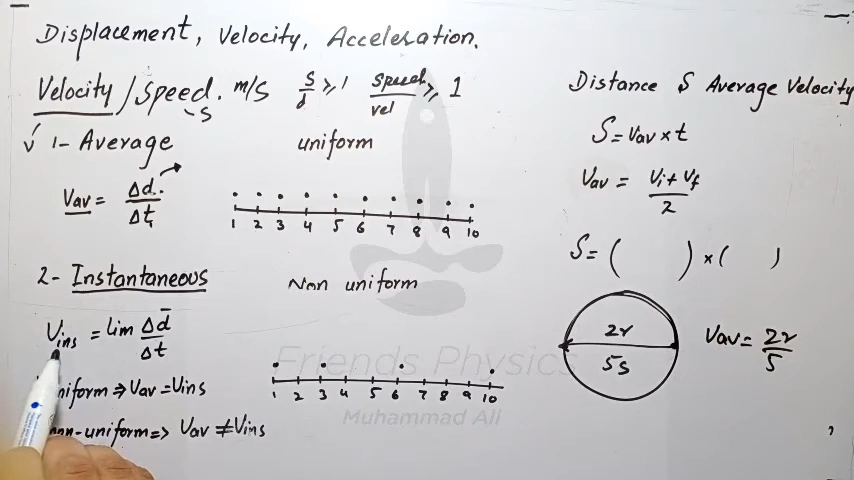 Displacement, Velocity, Acceleration.
Velocity/Speed. m/s S/d ≥ 1 Speed/vel ≥ 1
S
✓ 1- Average uniform
Vav = Δd/Δt
1 2 3 4 5 6 7 8 9 10
2- Instantaneous Non uniform
Vins = lim Δd̄/Δt
1 2 3 4 5 6 7 8 9 10
uniform ⇒ Vav = Vins
non-uniform => Vav ≠ Vins
Distance & Average Velocity
S = Vav × t
Vav = Vi + Vf/2
S = ( ) × ( )
2r
5s
Vav = 2r/5
Friends Physics
Muhammad Ali